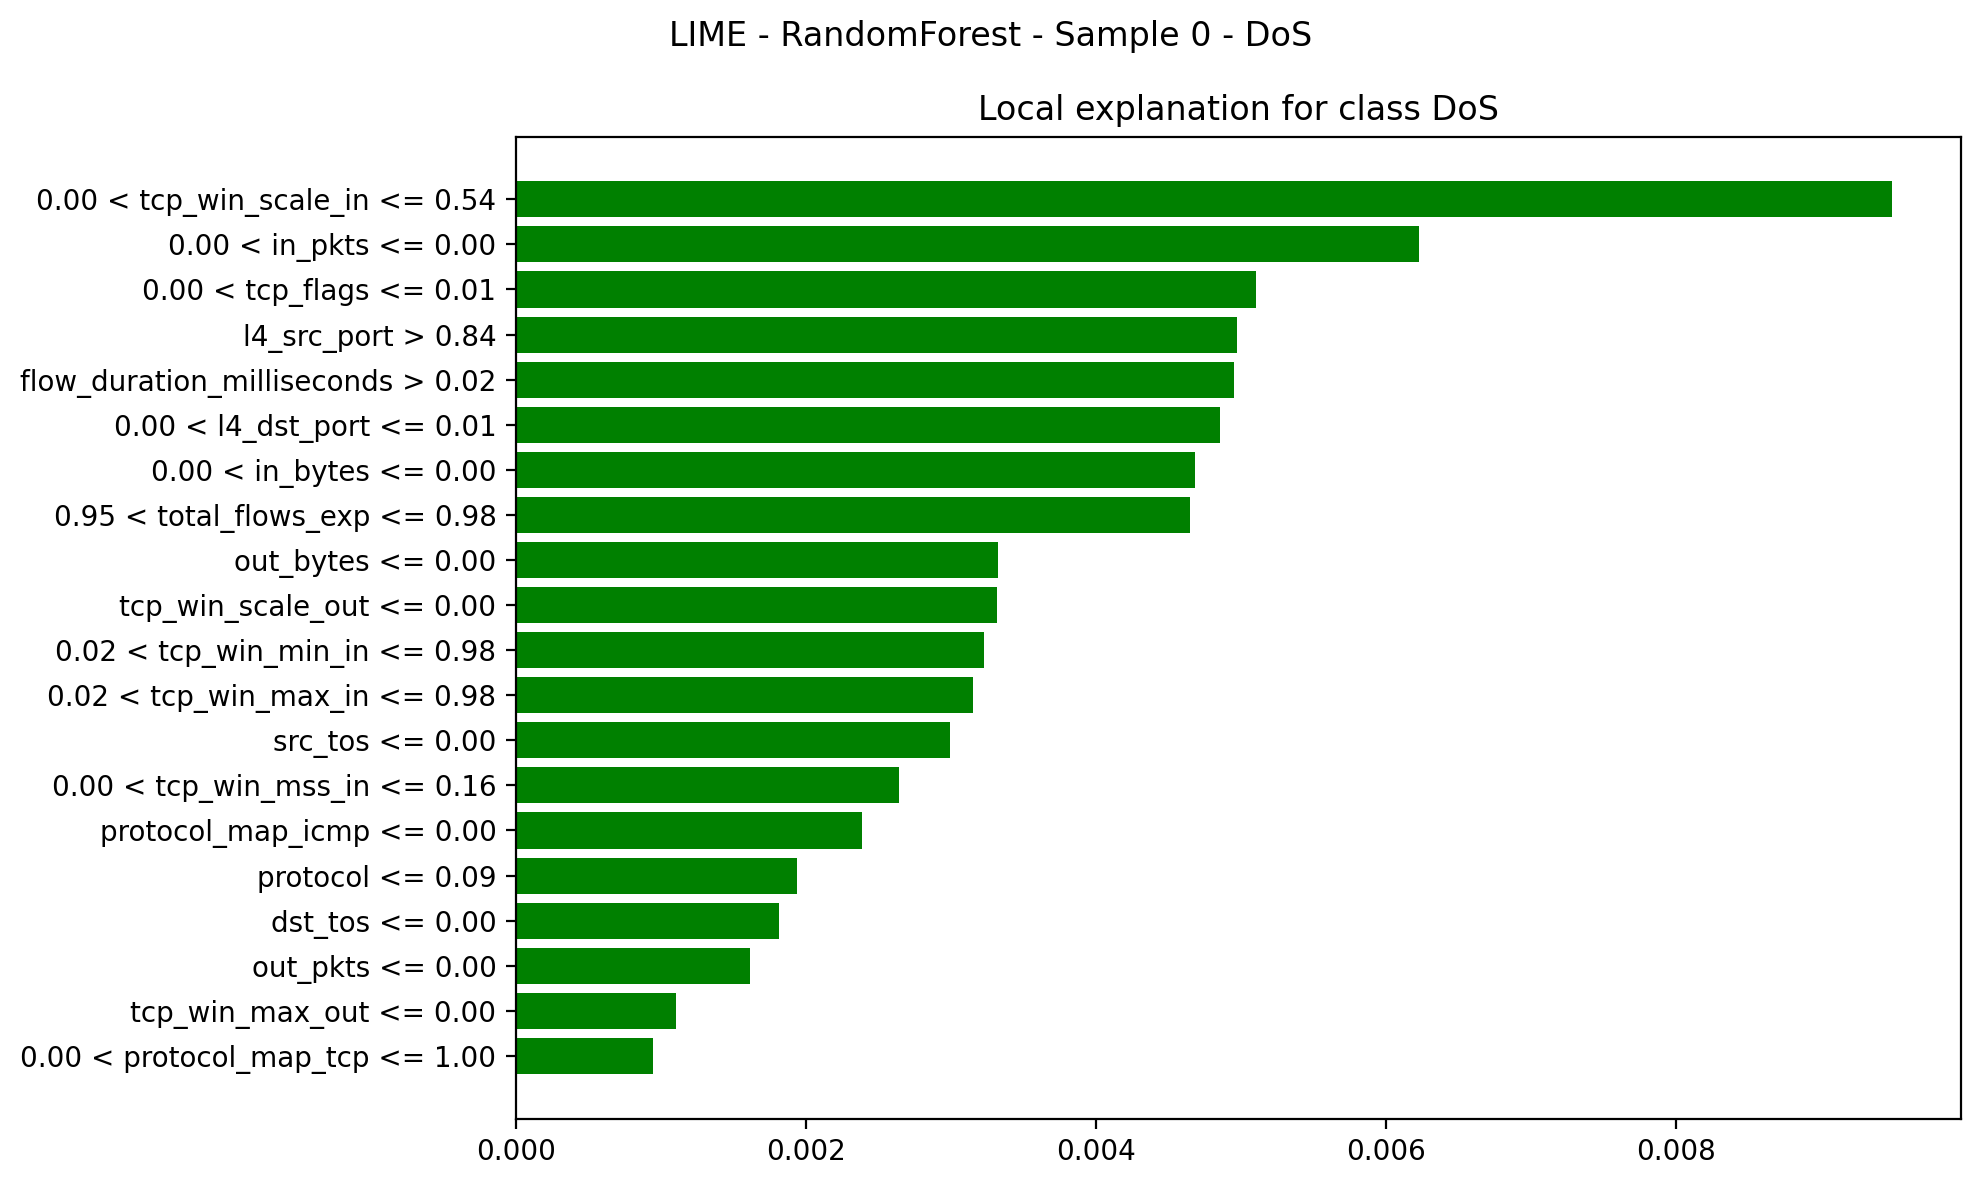 LIME - RandomForest - Sample 0 - DoS
Local explanation for class DoS
0.00 < tcp_win_scale_in <= 0.54
0.00 < in_pkts <= 0.00
0.00 < tcp_flags <= 0.01
l4_src_port > 0.84
flow_duration_milliseconds > 0.02
0.00 < l4_dst_port <= 0.01
0.00 < in_bytes <= 0.00
0.95 < total_flows_exp <= 0.98
out_bytes <= 0.00
tcp_win_scale_out <= 0.00
0.02 < tcp_win_min_in <= 0.98
0.02 < tcp_win_max_in <= 0.98
src_tos <= 0.00
0.00 < tcp_win_mss_in <= 0.16
protocol_map_icmp <= 0.00
protocol <= 0.09
dst_tos <= 0.00
out_pkts <= 0.00
tcp_win_max_out <= 0.00
0.00 < protocol_map_tcp <= 1.00
0.000 0.002 0.004 0.006 0.008